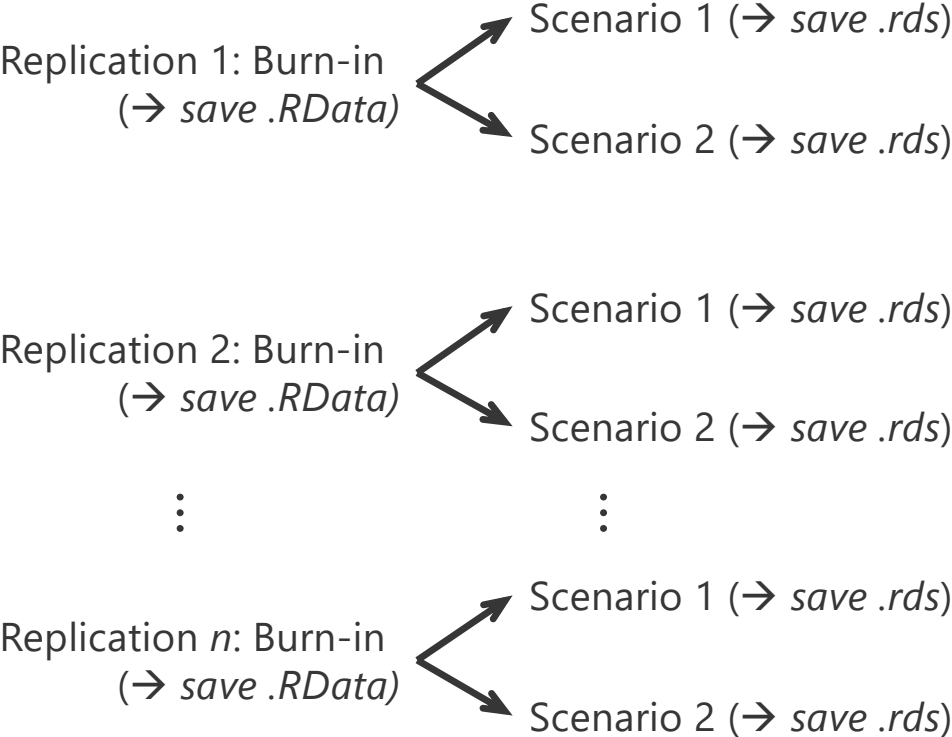 Scenario 1 (→ save .rds)
Replication 1: Burn-in
(→ save .RData)
Scenario 2 (→ save .rds)
Scenario 1 (→ save .rds)
Replication 2: Burn-in
(→ save .RData)
Scenario 2 (→ save .rds)
⋮ ⋮
Scenario 1 (→ save .rds)
Replication n: Burn-in
(→ save .RData)
Scenario 2 (→ save .rds)